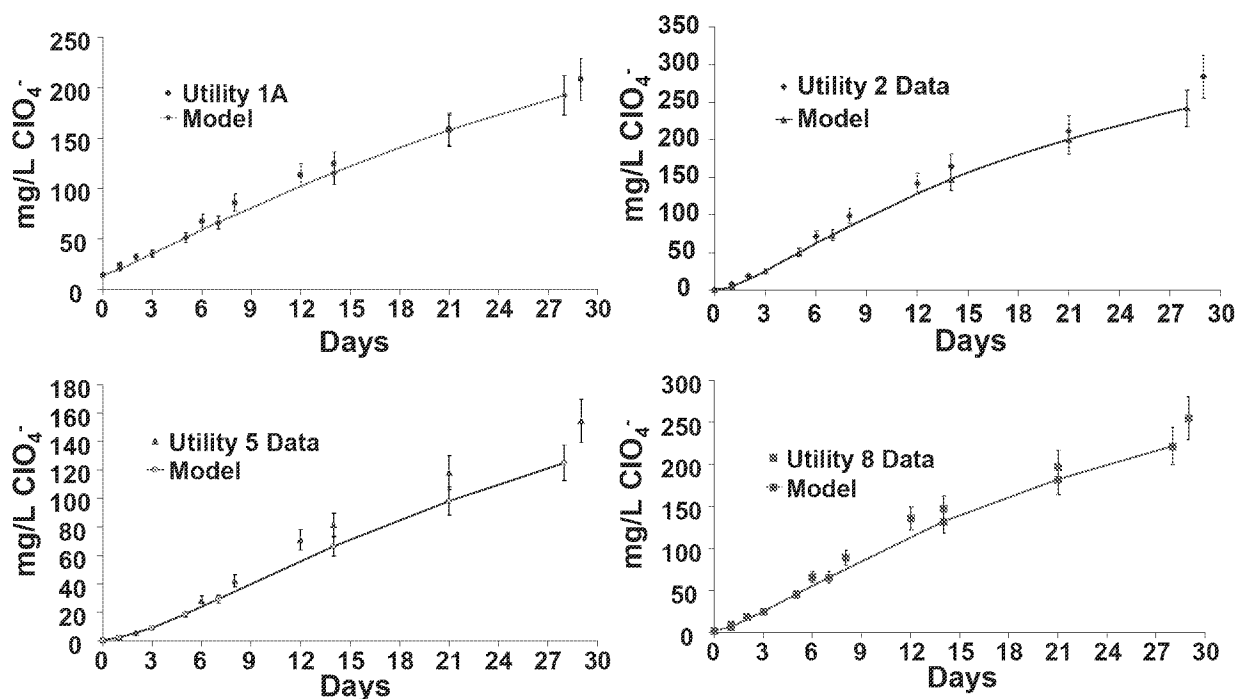 250
200
150
100
50
0
mg/L ClO₄⁻
Utility 1A
Model
0 3 6 9 12 15 18 21 24 27 30
Days
350
300
250
200
150
100
50
0
mg/L ClO₄⁻
Utility 2 Data
Model
0 3 6 9 12 15 18 21 24 27 30
Days
180
160
140
120
100
80
60
40
20
0
mg/L ClO₄⁻
Utility 5 Data
Model
0 3 6 9 12 15 18 21 24 27 30
Days
300
250
200
150
100
50
0
mg/L ClO₄⁻
Utility 8 Data
Model
0 3 6 9 12 15 18 21 24 27 30
Days